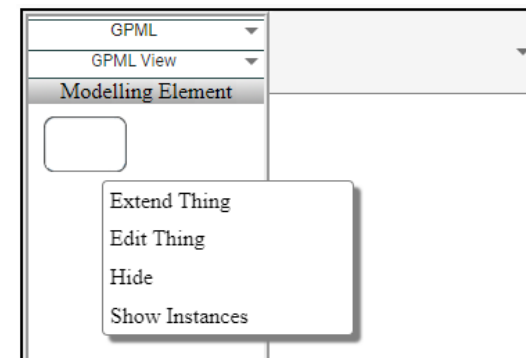 GPML
GPML View
Modelling Element
Extend Thing
Edit Thing
Hide
Show Instances